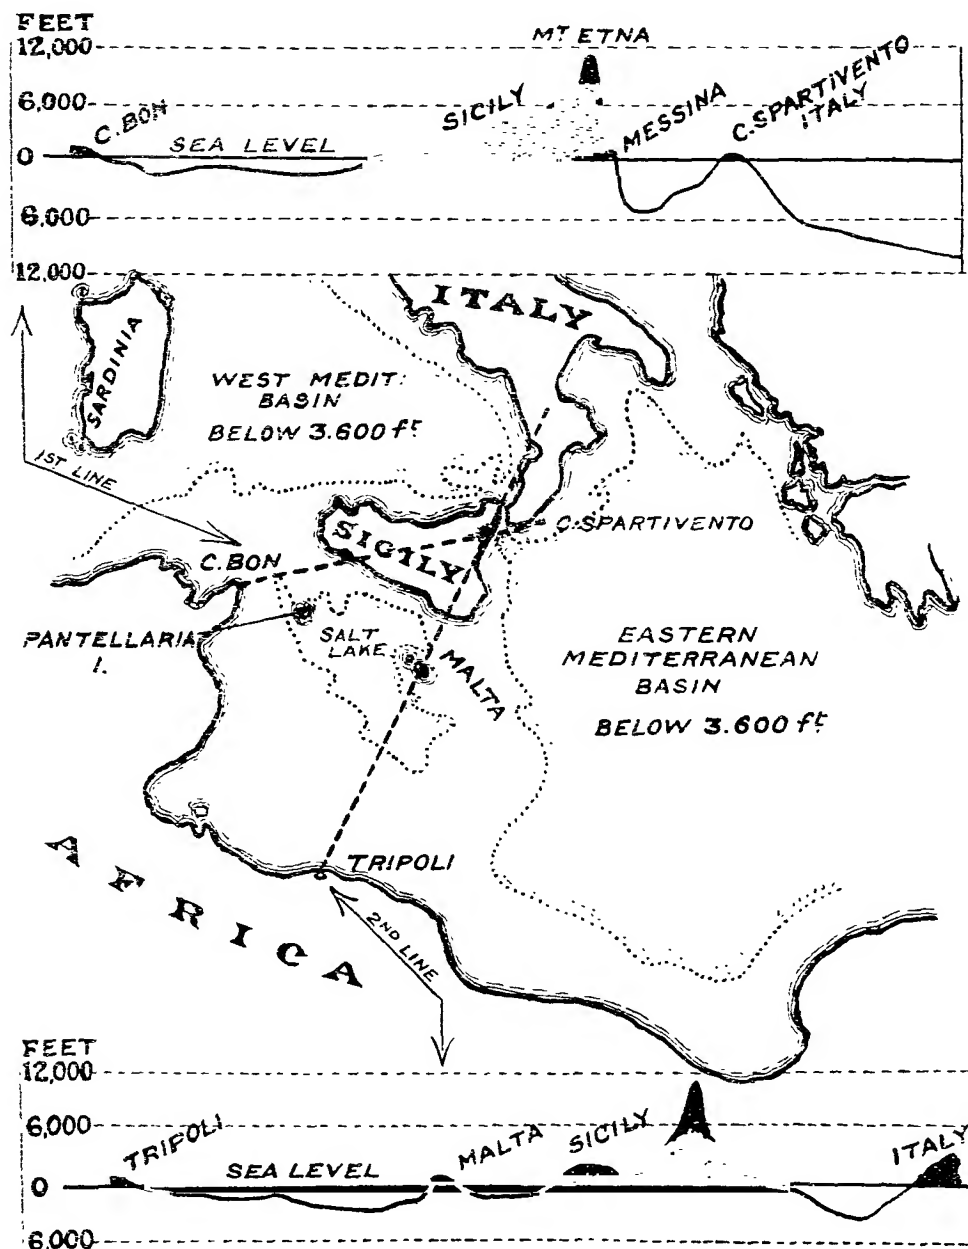 FEET
12,000
6,000
0
6,000
12,000
C. BON
SEA LEVEL
SICILY
MT ETNA
MESSINA
C. SPARTIVENTO
ITALY
ITALY
SARDINIA
WEST MEDIT:
BASIN
BELOW 3.600 ft
1ST LINE
C. BON
SICILY
C. SPARTIVENTO
PANTELLARIA
I.
SALT
LAKE
MALTA
EASTERN
MEDITERRANEAN
BASIN
BELOW 3.600 ft
TRIPOLI
AFRICA
2ND LINE
FEET
12,000
6,000
0
6,000
TRIPOLI
SEA LEVEL
MALTA
SICILY
ITALY